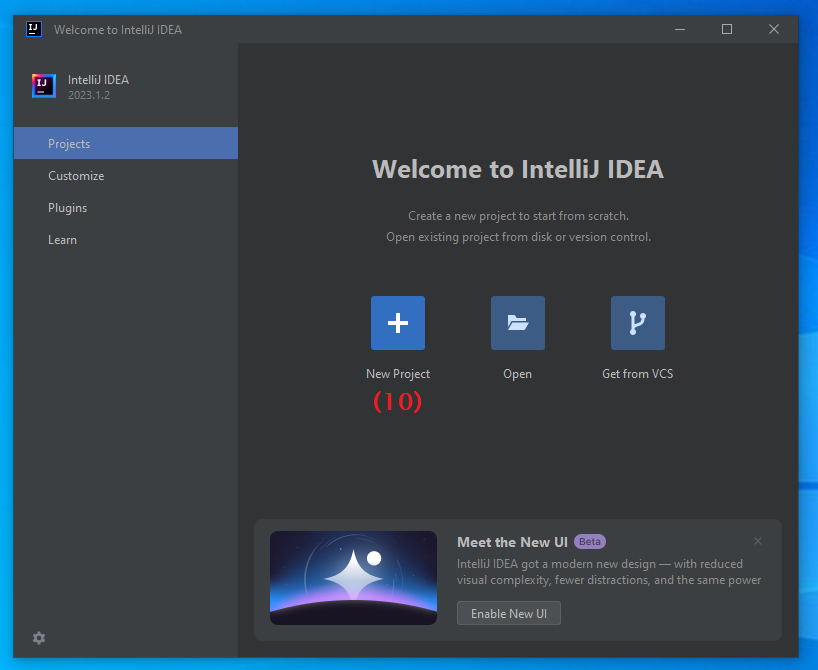 Welcome to IntelliJ IDEA
IntelliJ IDEA
2023.1.2
Projects
Customize
Plugins
Learn
Welcome to IntelliJ IDEA
Create a new project to start from scratch.
Open existing project from disk or version control.
New Project
Open
Get from VCS
(10)
Meet the New UI Beta
IntelliJ IDEA got a modern new design — with reduced
visual complexity, fewer distractions, and the same power
Enable New UI